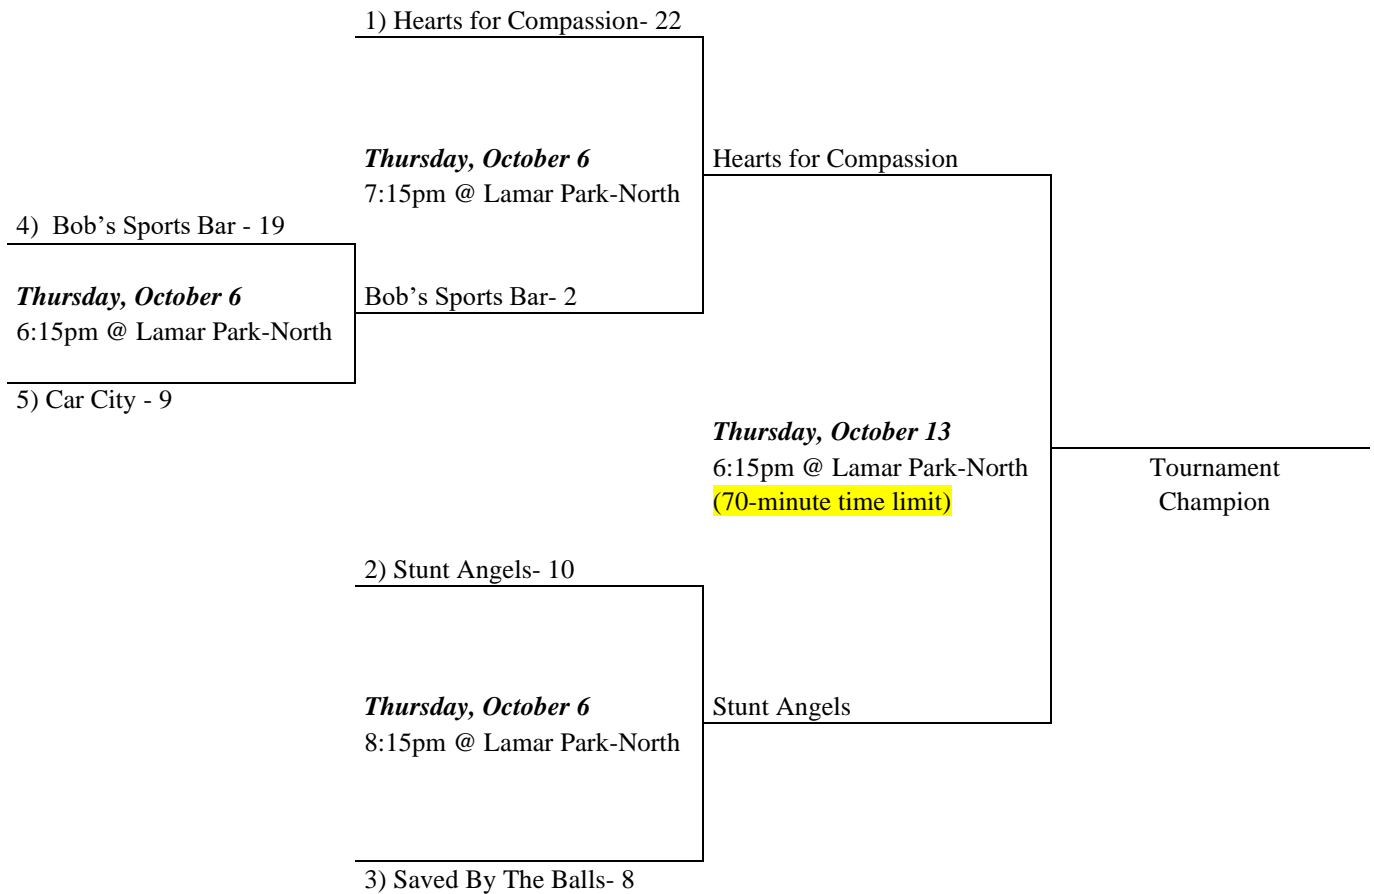 1) Hearts for Compassion- 22
Thursday, October 6
7:15pm @ Lamar Park-North
Hearts for Compassion
4)  Bob’s Sports Bar - 19
Thursday, October 6
6:15pm @ Lamar Park-North
Bob’s Sports Bar- 2
5) Car City - 9
Thursday, October 13
6:15pm @ Lamar Park-North
(70-minute time limit)
Tournament
Champion
2) Stunt Angels- 10
Thursday, October 6
8:15pm @ Lamar Park-North
Stunt Angels
3) Saved By The Balls- 8